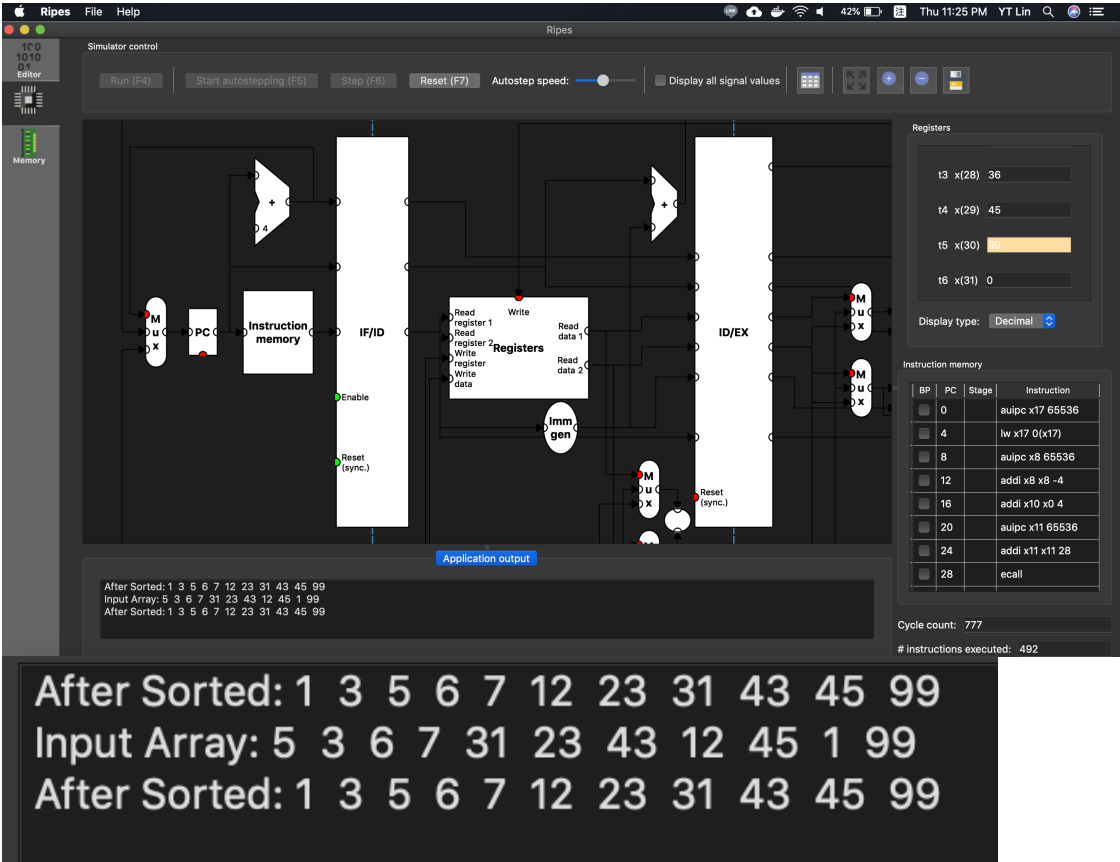 Ripes File Help
LINE 42% 注 Thu 11:25 PM YT Lin
Ripes
Editor
Memory
Simulator control
Run (F4) Start autostepping (F5) Step (F6) Reset (F7) Autostep speed: Display all signal values
+
4
M
u
x
PC
Instruction
memory
IF/ID
Enable
Reset
(sync.)
Read
register 1
Read
register 2
Write
register
Write
data
Write
Registers
Read
data 1
Read
data 2
Imm
gen
+
M
u
x
M
ID/EX
Reset
(sync.)
M
u
x
M
u
x
Registers
t3 x(28) 36
t4 x(29) 45
t5 x(30) 99
t6 x(31) 0
Display type: Decimal
Instruction memory
BP PC Stage Instruction
0 auipc x17 65536
4 lw x17 0(x17)
8 auipc x8 65536
12 addi x8 x8 -4
16 addi x10 x0 4
20 auipc x11 65536
24 addi x11 x11 28
28 ecall
Cycle count: 777
# instructions executed: 492
Application output
After Sorted: 1 3 5 6 7 12 23 31 43 45 99
Input Array: 5 3 6 7 31 23 43 12 45 1 99
After Sorted: 1 3 5 6 7 12 23 31 43 45 99
After Sorted: 1 3 5 6 7 12 23 31 43 45 99
Input Array: 5 3 6 7 31 23 43 12 45 1 99
After Sorted: 1 3 5 6 7 12 23 31 43 45 99